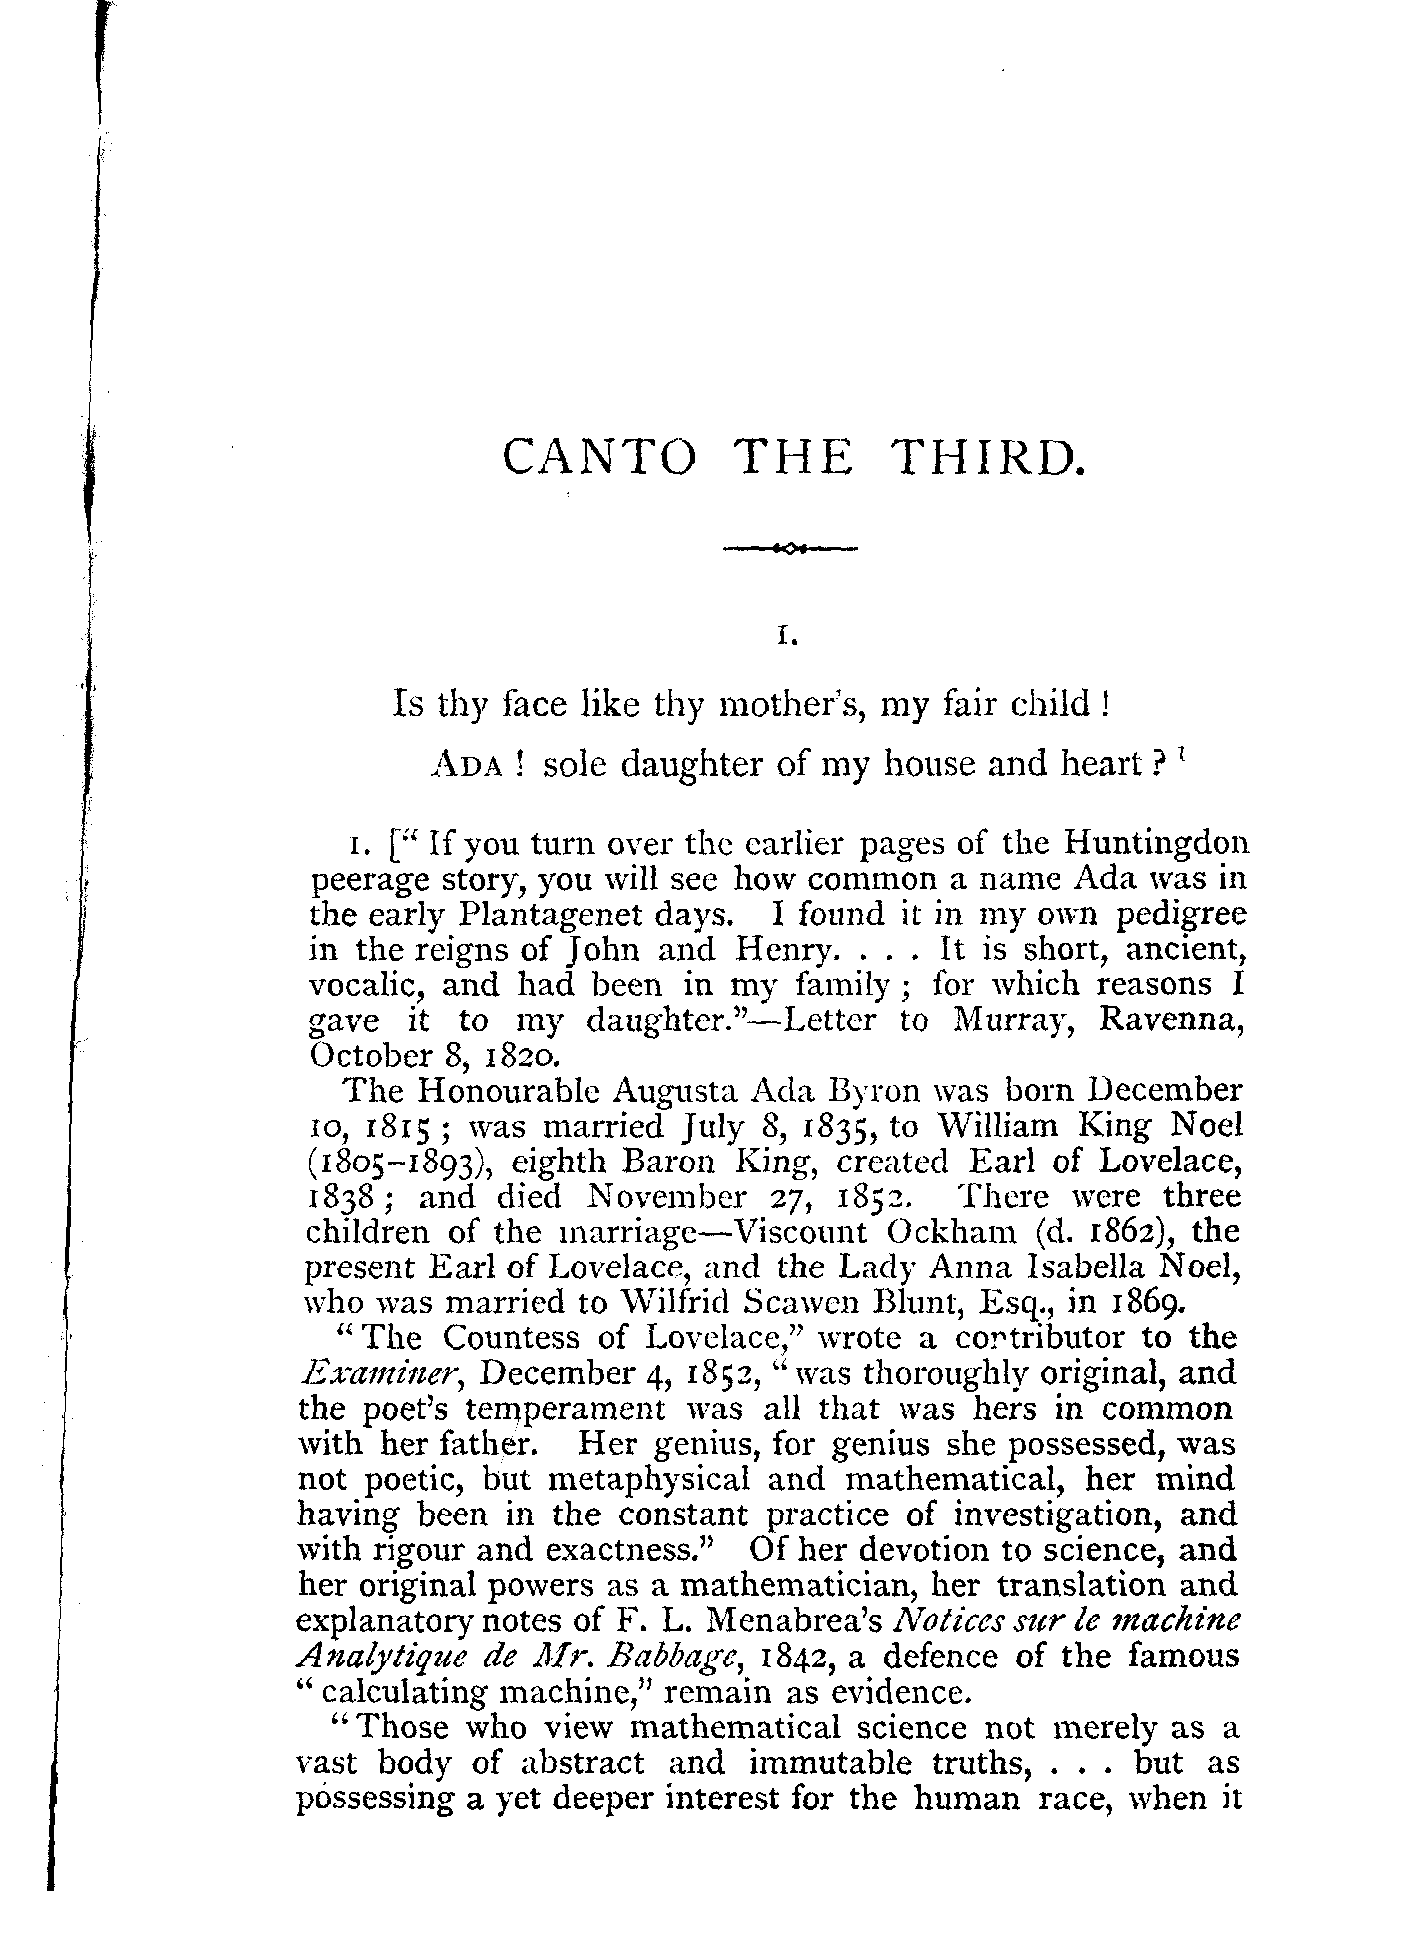 CANTO THE THIRD.
I.
Is thy face like thy mother's, my fair child!
ADA! sole daughter of my house and heart?¹
1. ["If you turn over the earlier pages of the Huntingdon
peerage story, you will see how common a name Ada was in
the early Plantagenet days. I found it in my own pedigree
in the reigns of John and Henry. . . . It is short, ancient,
vocalic, and had been in my family; for which reasons I
gave it to my daughter."—Letter to Murray, Ravenna,
October 8, 1820.
The Honourable Augusta Ada Byron was born December
10, 1815; was married July 8, 1835, to William King Noel
(1805–1893), eighth Baron King, created Earl of Lovelace,
1838; and died November 27, 1852. There were three
children of the marriage—Viscount Ockham (d. 1862), the
present Earl of Lovelace, and the Lady Anna Isabella Noel,
who was married to Wilfrid Scawen Blunt, Esq., in 1869.
"The Countess of Lovelace," wrote a contributor to the
Examiner, December 4, 1852, "was thoroughly original, and
the poet's temperament was all that was hers in common
with her father. Her genius, for genius she possessed, was
not poetic, but metaphysical and mathematical, her mind
having been in the constant practice of investigation, and
with rigour and exactness." Of her devotion to science, and
her original powers as a mathematician, her translation and
explanatory notes of F. L. Menabrea's Notices sur le machine
Analytique de Mr. Babbage, 1842, a defence of the famous
"calculating machine," remain as evidence.
"Those who view mathematical science not merely as a
vast body of abstract and immutable truths, . . . but as
possessing a yet deeper interest for the human race, when it